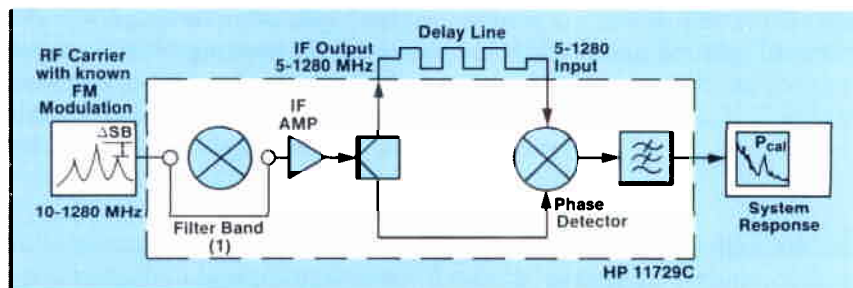 RF Carrier
with known
FM
Modulation
ΔSB
10-1280 MHz
Filter Band
(1)
IF
AMP
IF Output
5-1280 MHz
Delay Line
5-1280
Input
Phase
Detector
Pcal
System
Response
HP 11729C